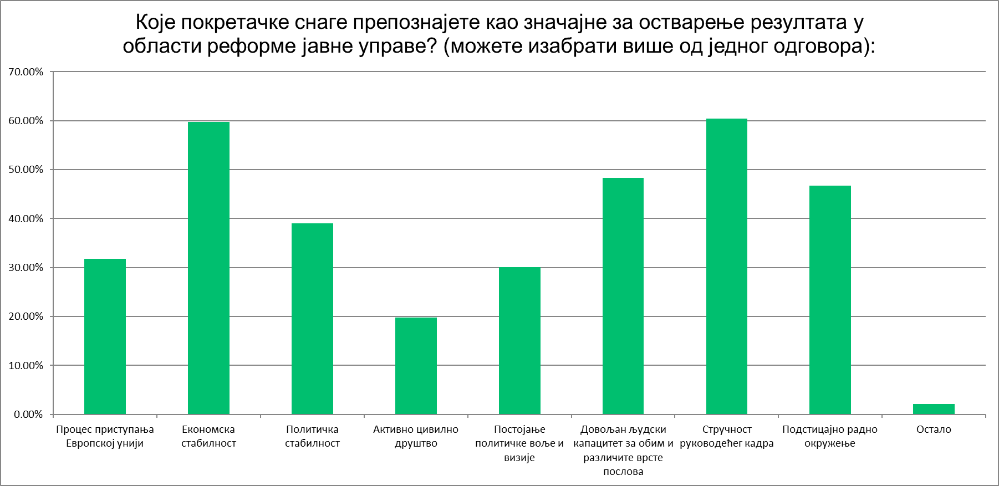 Које покретачке снаге препознајете као значајне за остварење резултата у
области реформе јавне управе? (можете изабрати више од једног одговора):
70.00%
60.00%
50.00%
40.00%
30.00%
20.00%
10.00%
0.00%
Процес приступања
Европској унији
Економска
стабилност
Политичка
стабилност
Активно цивилно
друштво
Постојање
политичке воље и
визије
Довољан људски
капацитет за обим и
различите врсте
послова
Стручност
руководећег кадра
Подстицајно радно
окружење
Остало